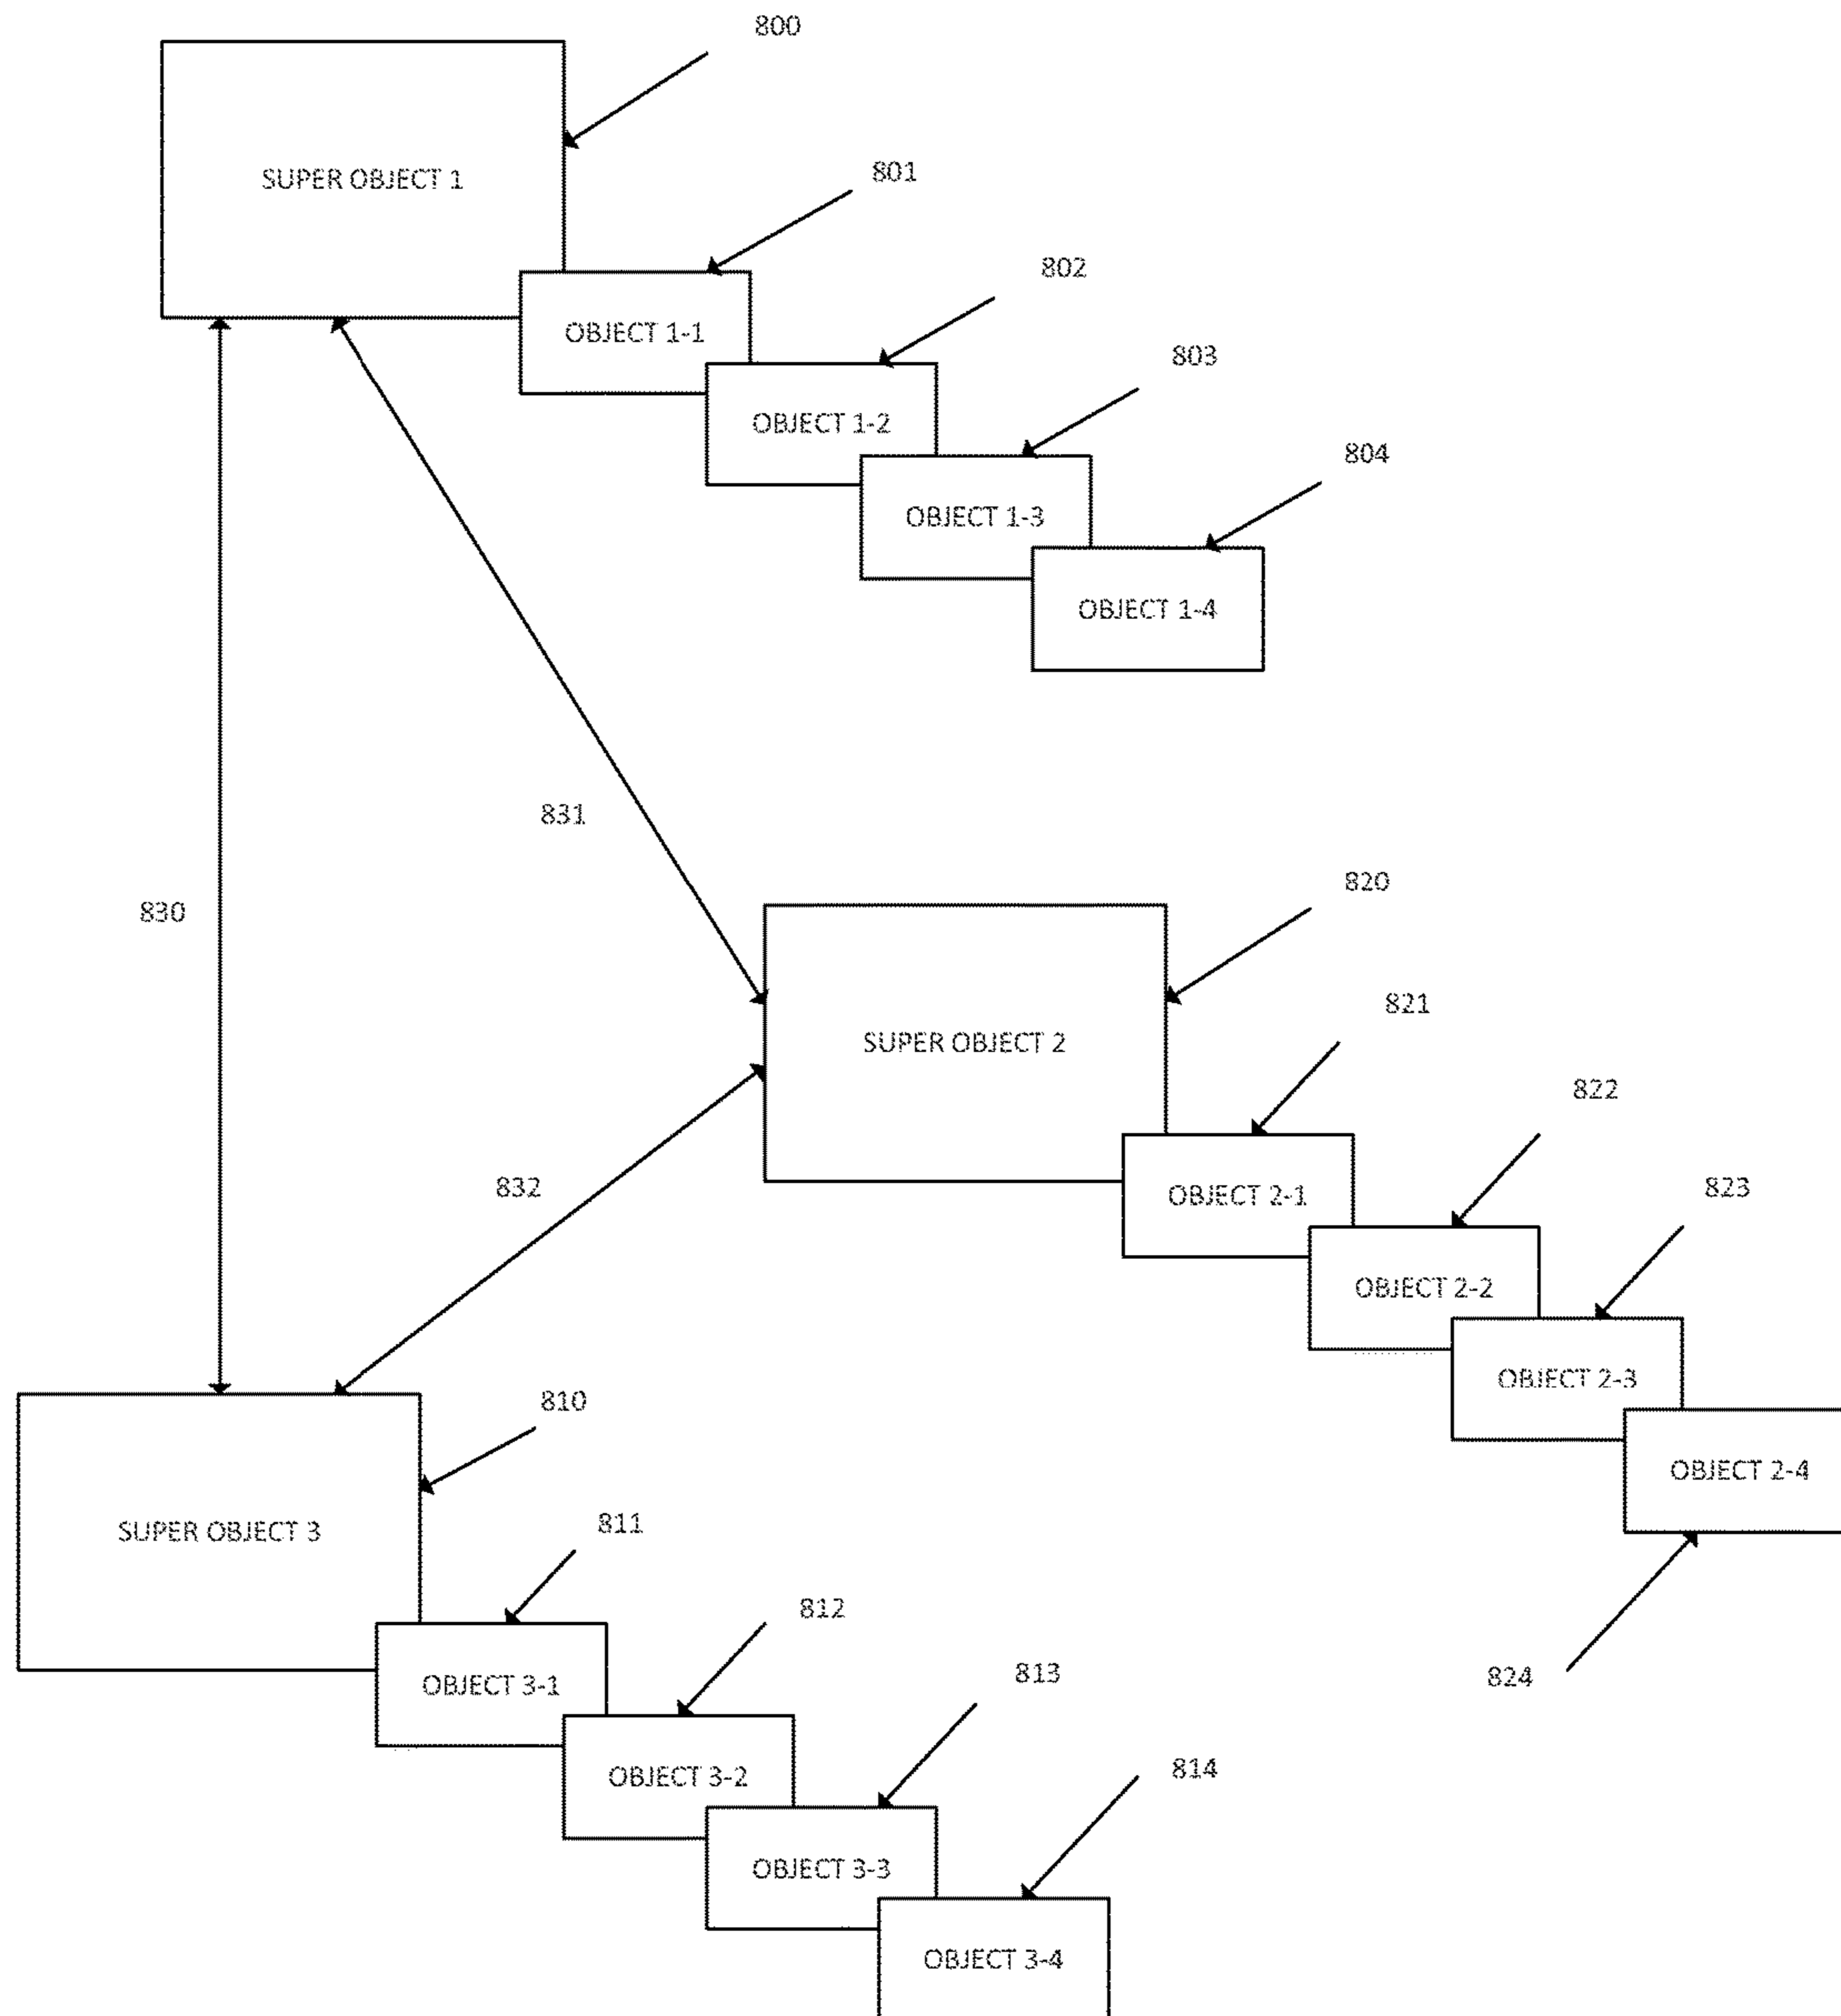 800
SUPER OBJECT 1
801
802
OBJECT 1-1
803
OBJECT 1-2
804
OBJECT 1-3
OBJECT 1-4
831
820
830
821
SUPER OBJECT 2
822
832
OBJECT 2-1
823
OBJECT 2-2
810
OBJECT 2-3
OBJECT 2-4
811
SUPER OBJECT 3
812
824
813
OBJECT 3-1
814
OBJECT 3-2
OBJECT 3-3
OBJECT 3-4